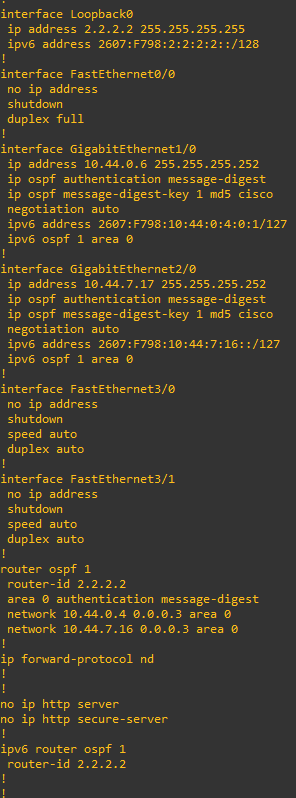 !
interface Loopback0
 ip address 2.2.2.2 255.255.255.255
 ipv6 address 2607:F798:2:2:2:2::/128
!
interface FastEthernet0/0
 no ip address
 shutdown
 duplex full
!
interface GigabitEthernet1/0
 ip address 10.44.0.6 255.255.255.252
 ip ospf authentication message-digest
 ip ospf message-digest-key 1 md5 cisco
 negotiation auto
 ipv6 address 2607:F798:10:44:0:4:0:1/127
 ipv6 ospf 1 area 0
!
interface GigabitEthernet2/0
 ip address 10.44.7.17 255.255.255.252
 ip ospf authentication message-digest
 ip ospf message-digest-key 1 md5 cisco
 negotiation auto
 ipv6 address 2607:F798:10:44:7:16::/127
 ipv6 ospf 1 area 0
!
interface FastEthernet3/0
 no ip address
 shutdown
 speed auto
 duplex auto
!
interface FastEthernet3/1
 no ip address
 shutdown
 speed auto
 duplex auto
!
router ospf 1
 router-id 2.2.2.2
 area 0 authentication message-digest
 network 10.44.0.4 0.0.0.3 area 0
 network 10.44.7.16 0.0.0.3 area 0
!
ip forward-protocol nd
!
!
no ip http server
no ip http secure-server
!
ipv6 router ospf 1
 router-id 2.2.2.2
!
!